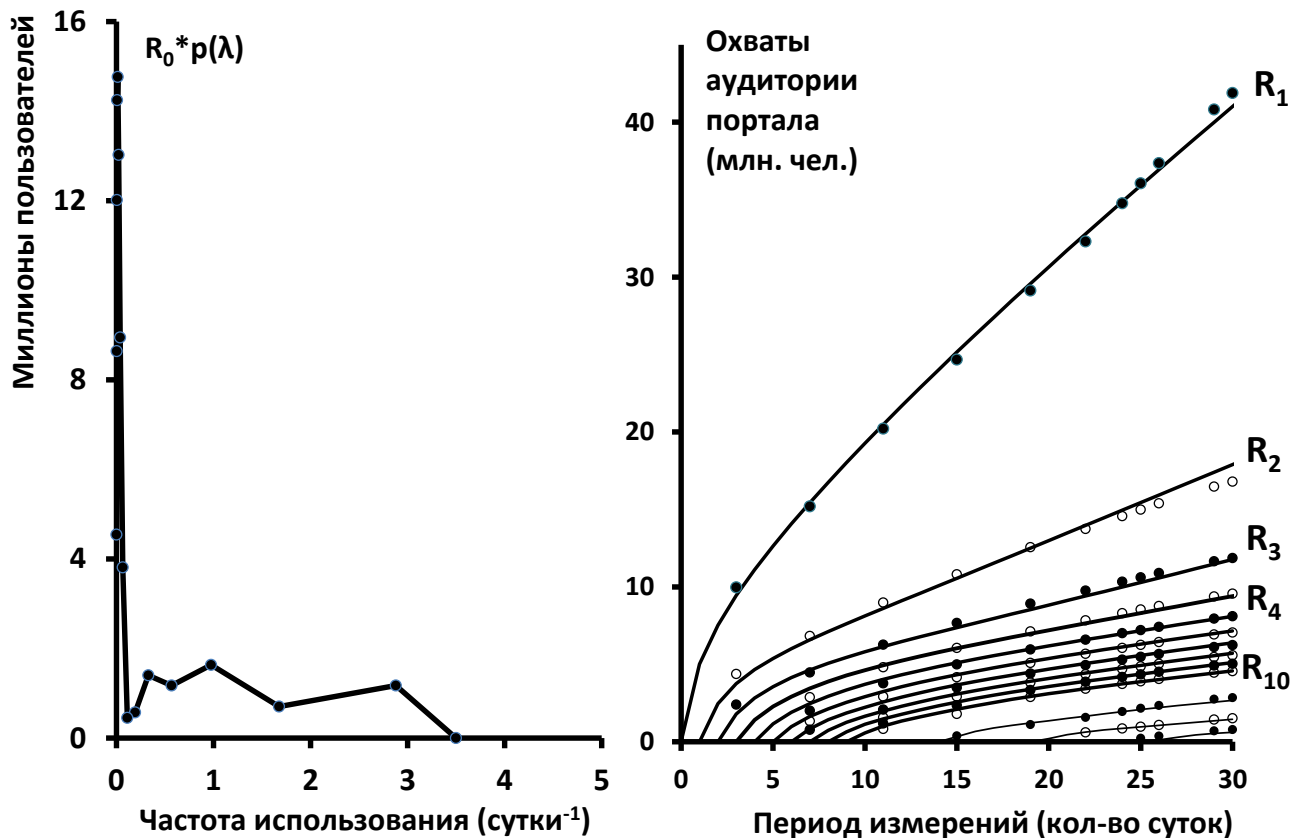 R₀*p(λ)
Миллионы пользователей
16
12
8
4
0
0 1 2 3 4 5
Частота использования (сутки⁻¹)
Охваты
аудитории
портала
(млн. чел.)
40
30
20
10
0
0 5 10 15 20 25 30
Период измерений (кол-во суток)
R₁
R₂
R₃
R₄
R₁₀